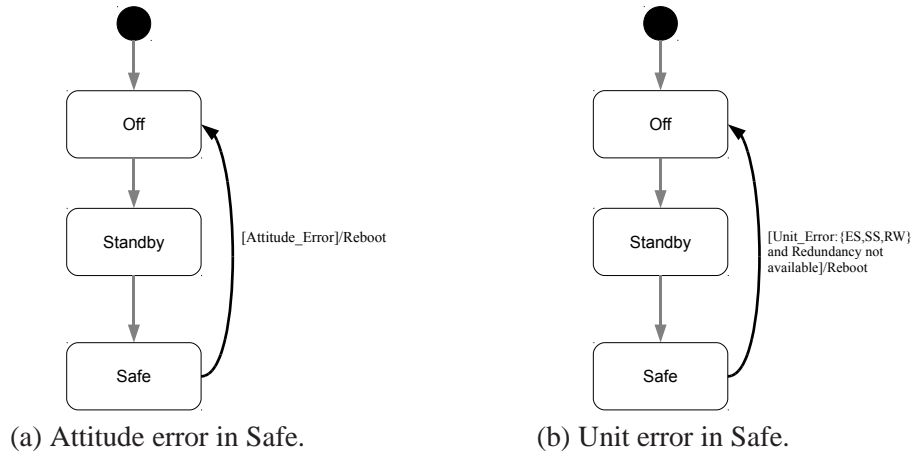 Off
Standby
[Attitude_Error]/Reboot
Safe
(a) Attitude error in Safe.
Off
Standby
[Unit_Error:{ES,SS,RW}
and Redundancy not
available]/Reboot
Safe
(b) Unit error in Safe.